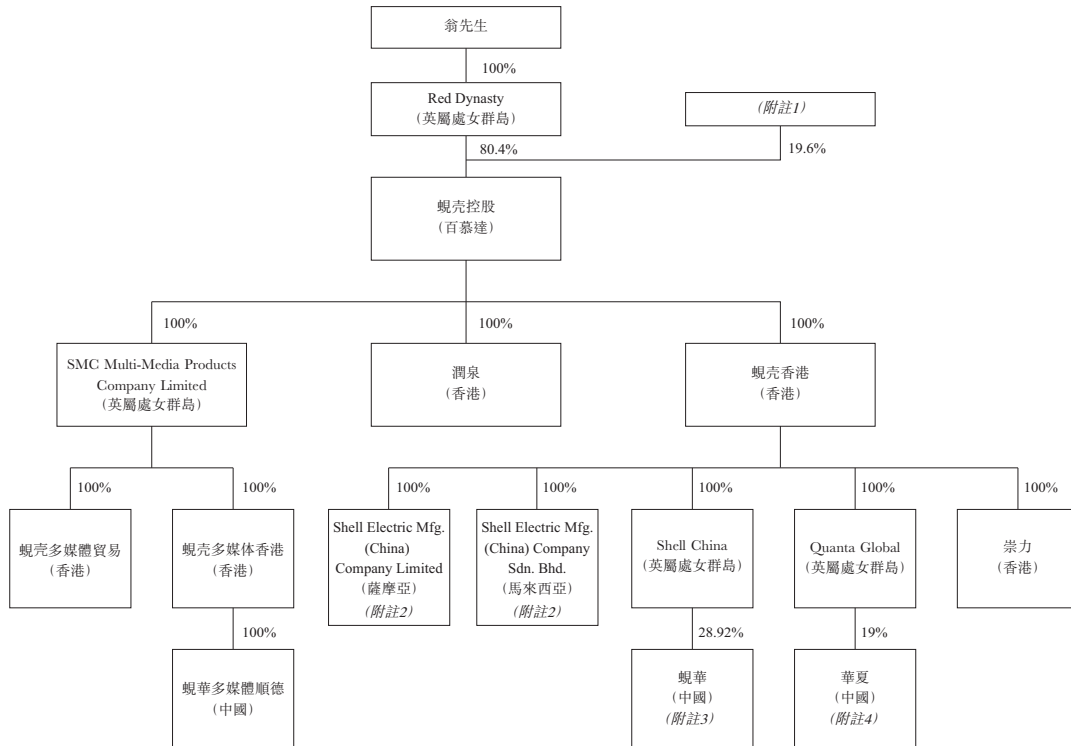 翁先生
100%
Red Dynasty
（英屬處女群島）
（附註1）
80.4%
19.6%
蜆壳控股
（百慕達）
100%
100%
100%
SMC Multi-Media Products
Company Limited
（英屬處女群島）
潤泉
（香港）
蜆壳香港
（香港）
100%
100%
100%
100%
100%
100%
100%
蜆壳多媒體貿易
（香港）
蜆壳多媒体香港
（香港）
Shell Electric Mfg.
(China)
Company Limited
（薩摩亞）
（附註2）
Shell Electric Mfg.
(China) Company
Sdn. Bhd.
（馬來西亞）
（附註2）
Shell China
（英屬處女群島）
Quanta Global
（英屬處女群島）
崇力
（香港）
100%
28.92%
19%
蜆華多媒體順德
（中國）
蜆華
（中國）
（附註3）
華夏
（中國）
（附註4）